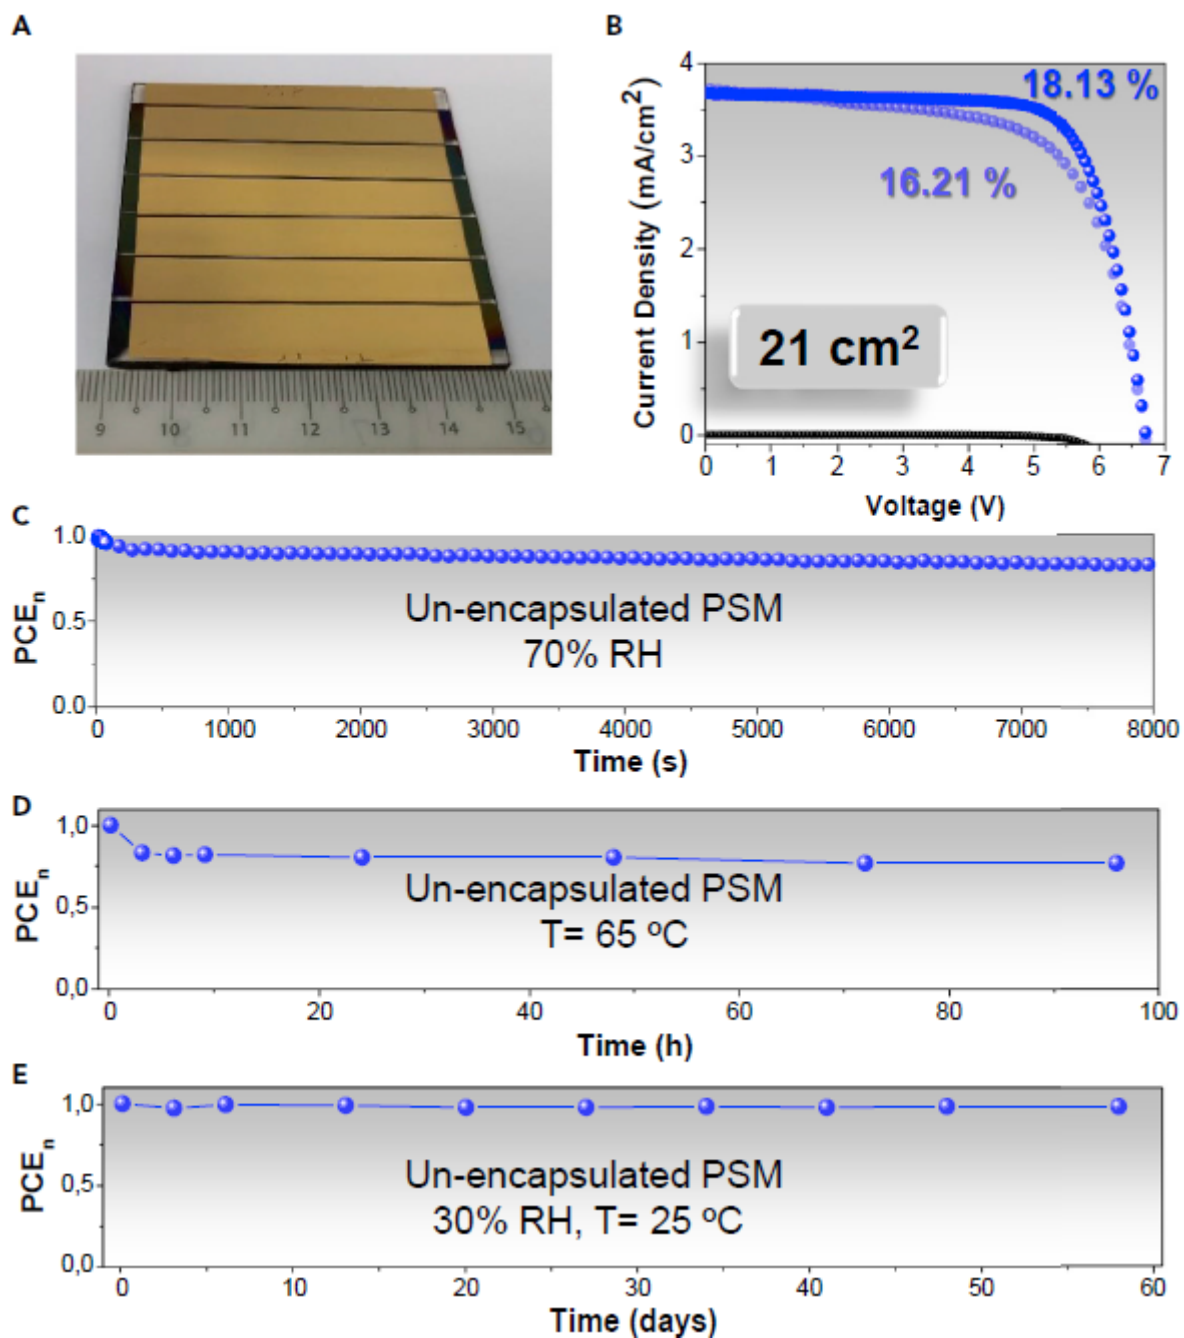 A
9 10 11 12 13 14 15
B
4
3
2
1
0
Current Density (mA/cm²)
18.13 %
16.21 %
21 cm²
0 1 2 3 4 5 6 7
Voltage (V)
C
1.0
0.5
0.0
PCEₙ
Un-encapsulated PSM
70% RH
0 1000 2000 3000 4000 5000 6000 7000 8000
Time (s)
D
1,0
0,5
0,0
PCEₙ
Un-encapsulated PSM
T= 65 ºC
0 20 40 60 80 100
Time (h)
E
1.0
0,5
0.0
PCEₙ
Un-encapsulated PSM
30% RH, T= 25 ºC
0 10 20 30 40 50 60
Time (days)